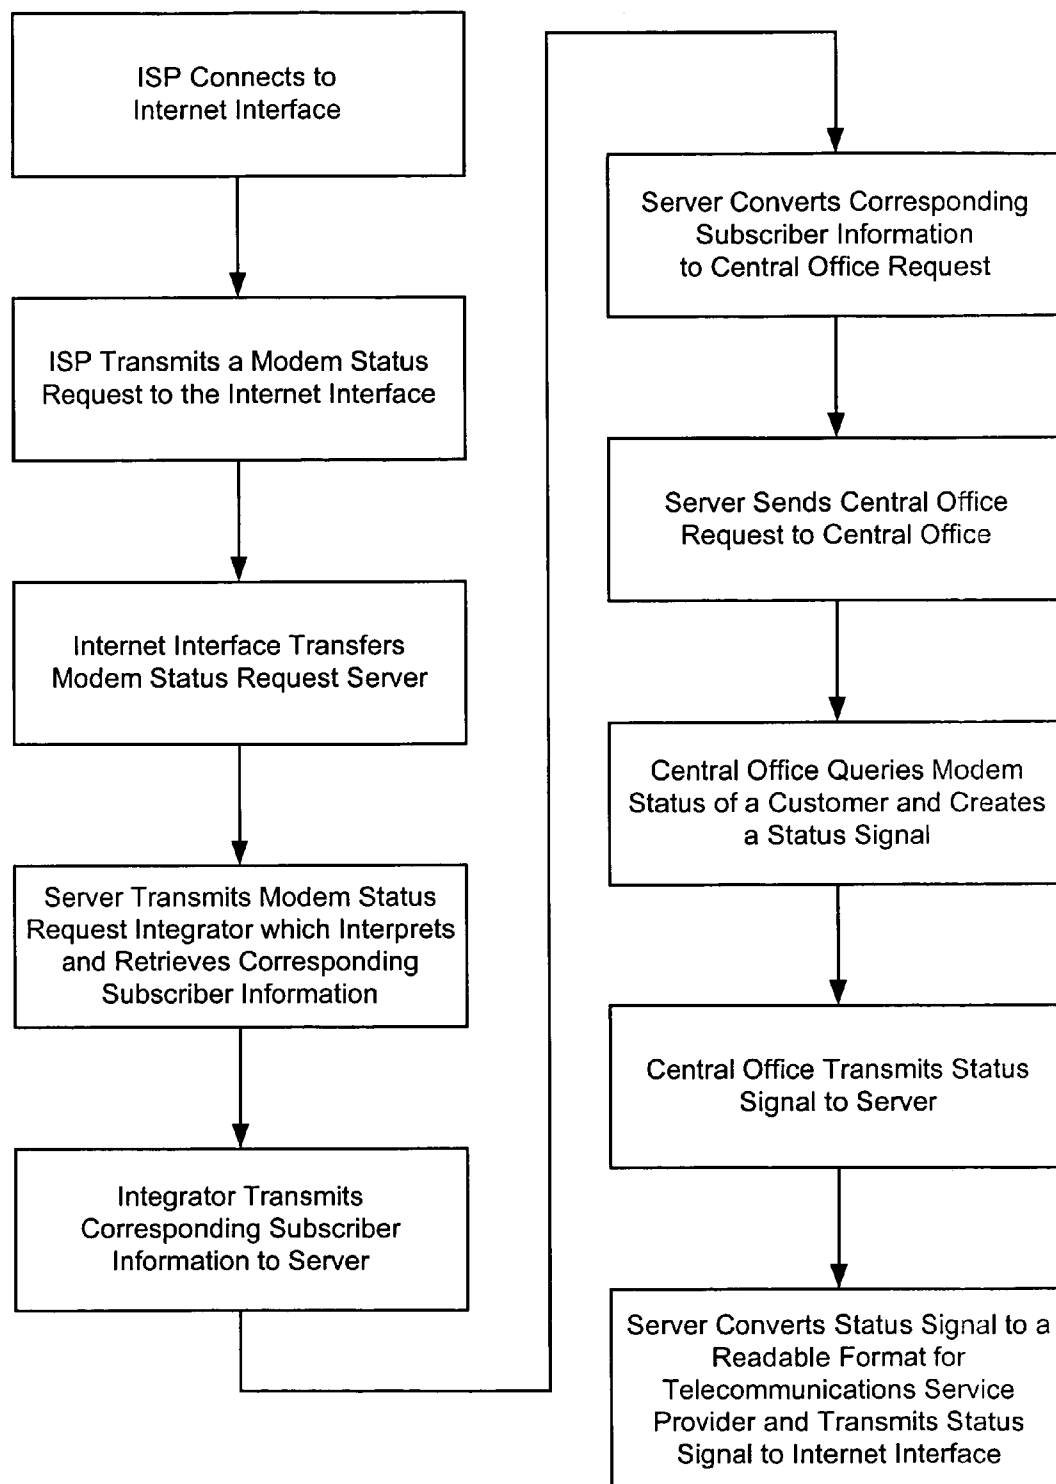 ISP Connects to
Internet Interface
ISP Transmits a Modem Status
Request to the Internet Interface
Internet Interface Transfers
Modem Status Request Server
Server Transmits Modem Status
Request Integrator which Interprets
and Retrieves Corresponding
Subscriber Information
Integrator Transmits
Corresponding Subscriber
Information to Server
Server Converts Corresponding
Subscriber Information
to Central Office Request
Server Sends Central Office
Request to Central Office
Central Office Queries Modem
Status of a Customer and Creates
a Status Signal
Central Office Transmits Status
Signal to Server
Server Converts Status Signal to a
Readable Format for
Telecommunications Service
Provider and Transmits Status
Signal to Internet Interface